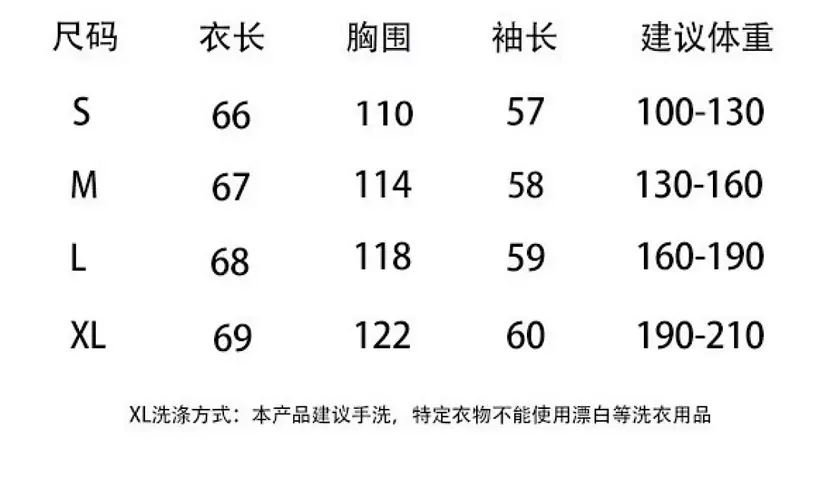 尺码 衣长 胸围 袖长 建议体重
S 66 110 57 100-130
M 67 114 58 130-160
L 68 118 59 160-190
XL 69 122 60 190-210
XL洗涤方式：本产品建议手洗，特定衣物不能使用漂白等洗衣用品